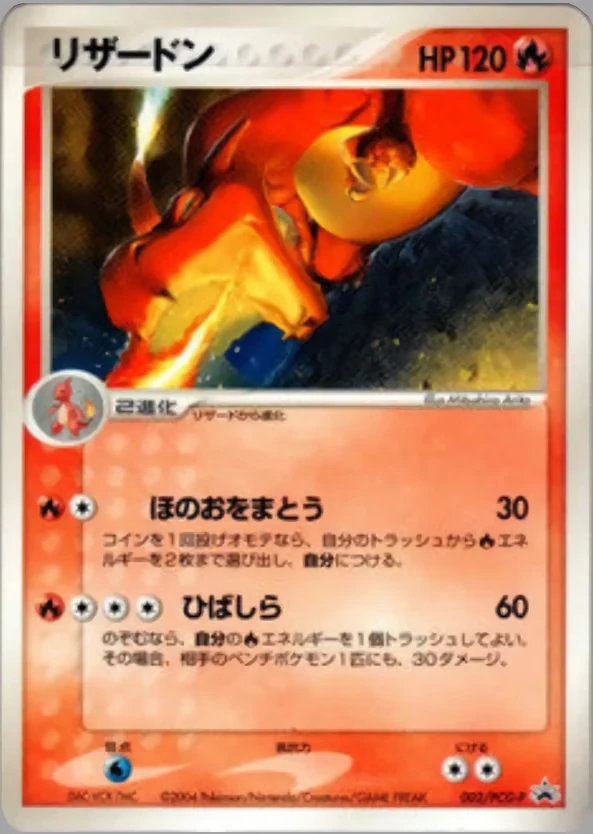 リザードン
HP120
Illus. Mitsuhiro Arita
2進化
リザードから進化
ほのおをまとう 30
コインを1回投げオモテなら、自分のトラッシュからエネ
ルギーを2枚まで選び出し、自分につける。
ひばしら 60
のぞむなら、自分のエネルギーを1個トラッシュしてよい。
その場合、相手のベンチポケモン1匹にも、30ダメージ。
弱点 抵抗力 にげる
©2004 Pokémon/Nintendo/Creatures/GAME FREAK
002/PCG-P